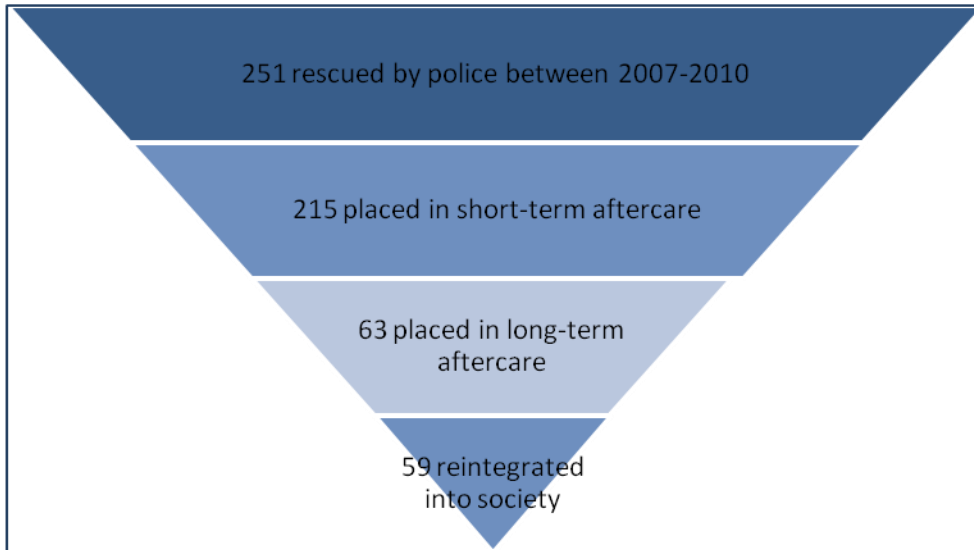 251 rescued by police between 2007-2010
215 placed in short-term aftercare
63 placed in long-term
aftercare
59 reintegrated
into society